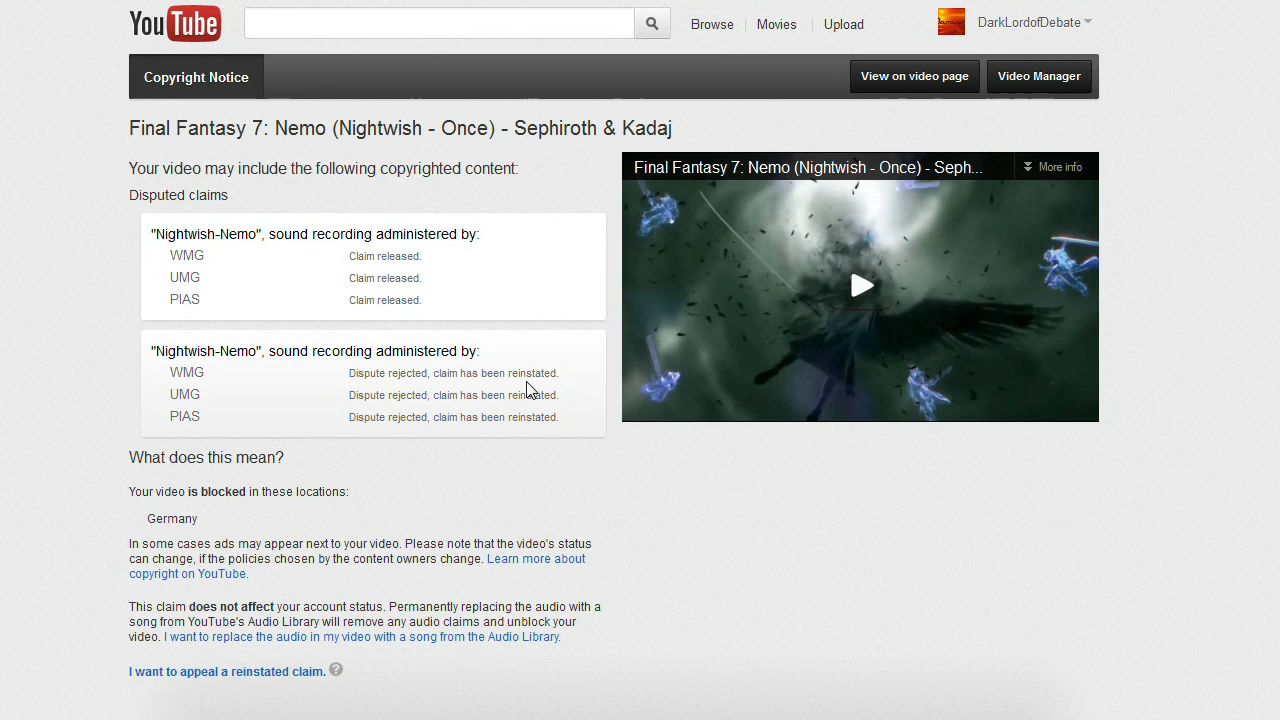 YouTube
Browse
Movies
Upload
DarkLordofDebate
Copyright Notice
View on video page
Video Manager
Final Fantasy 7: Nemo (Nightwish - Once) - Sephiroth & Kadaj
Your video may include the following copyrighted content:
Disputed claims
"Nightwish-Nemo", sound recording administered by:
WMG Claim released.
UMG Claim released.
PIAS Claim released.
"Nightwish-Nemo", sound recording administered by:
WMG Dispute rejected, claim has been reinstated.
UMG Dispute rejected, claim has been reinstated.
PIAS Dispute rejected, claim has been reinstated.
Final Fantasy 7: Nemo (Nightwish - Once) - Seph...
More info
What does this mean?
Your video is blocked in these locations:
Germany
In some cases ads may appear next to your video. Please note that the video's status
can change, if the policies chosen by the content owners change. Learn more about
copyright on YouTube.
This claim does not affect your account status. Permanently replacing the audio with a
song from YouTube's Audio Library will remove any audio claims and unblock your
video. I want to replace the audio in my video with a song from the Audio Library.
I want to appeal a reinstated claim. ?